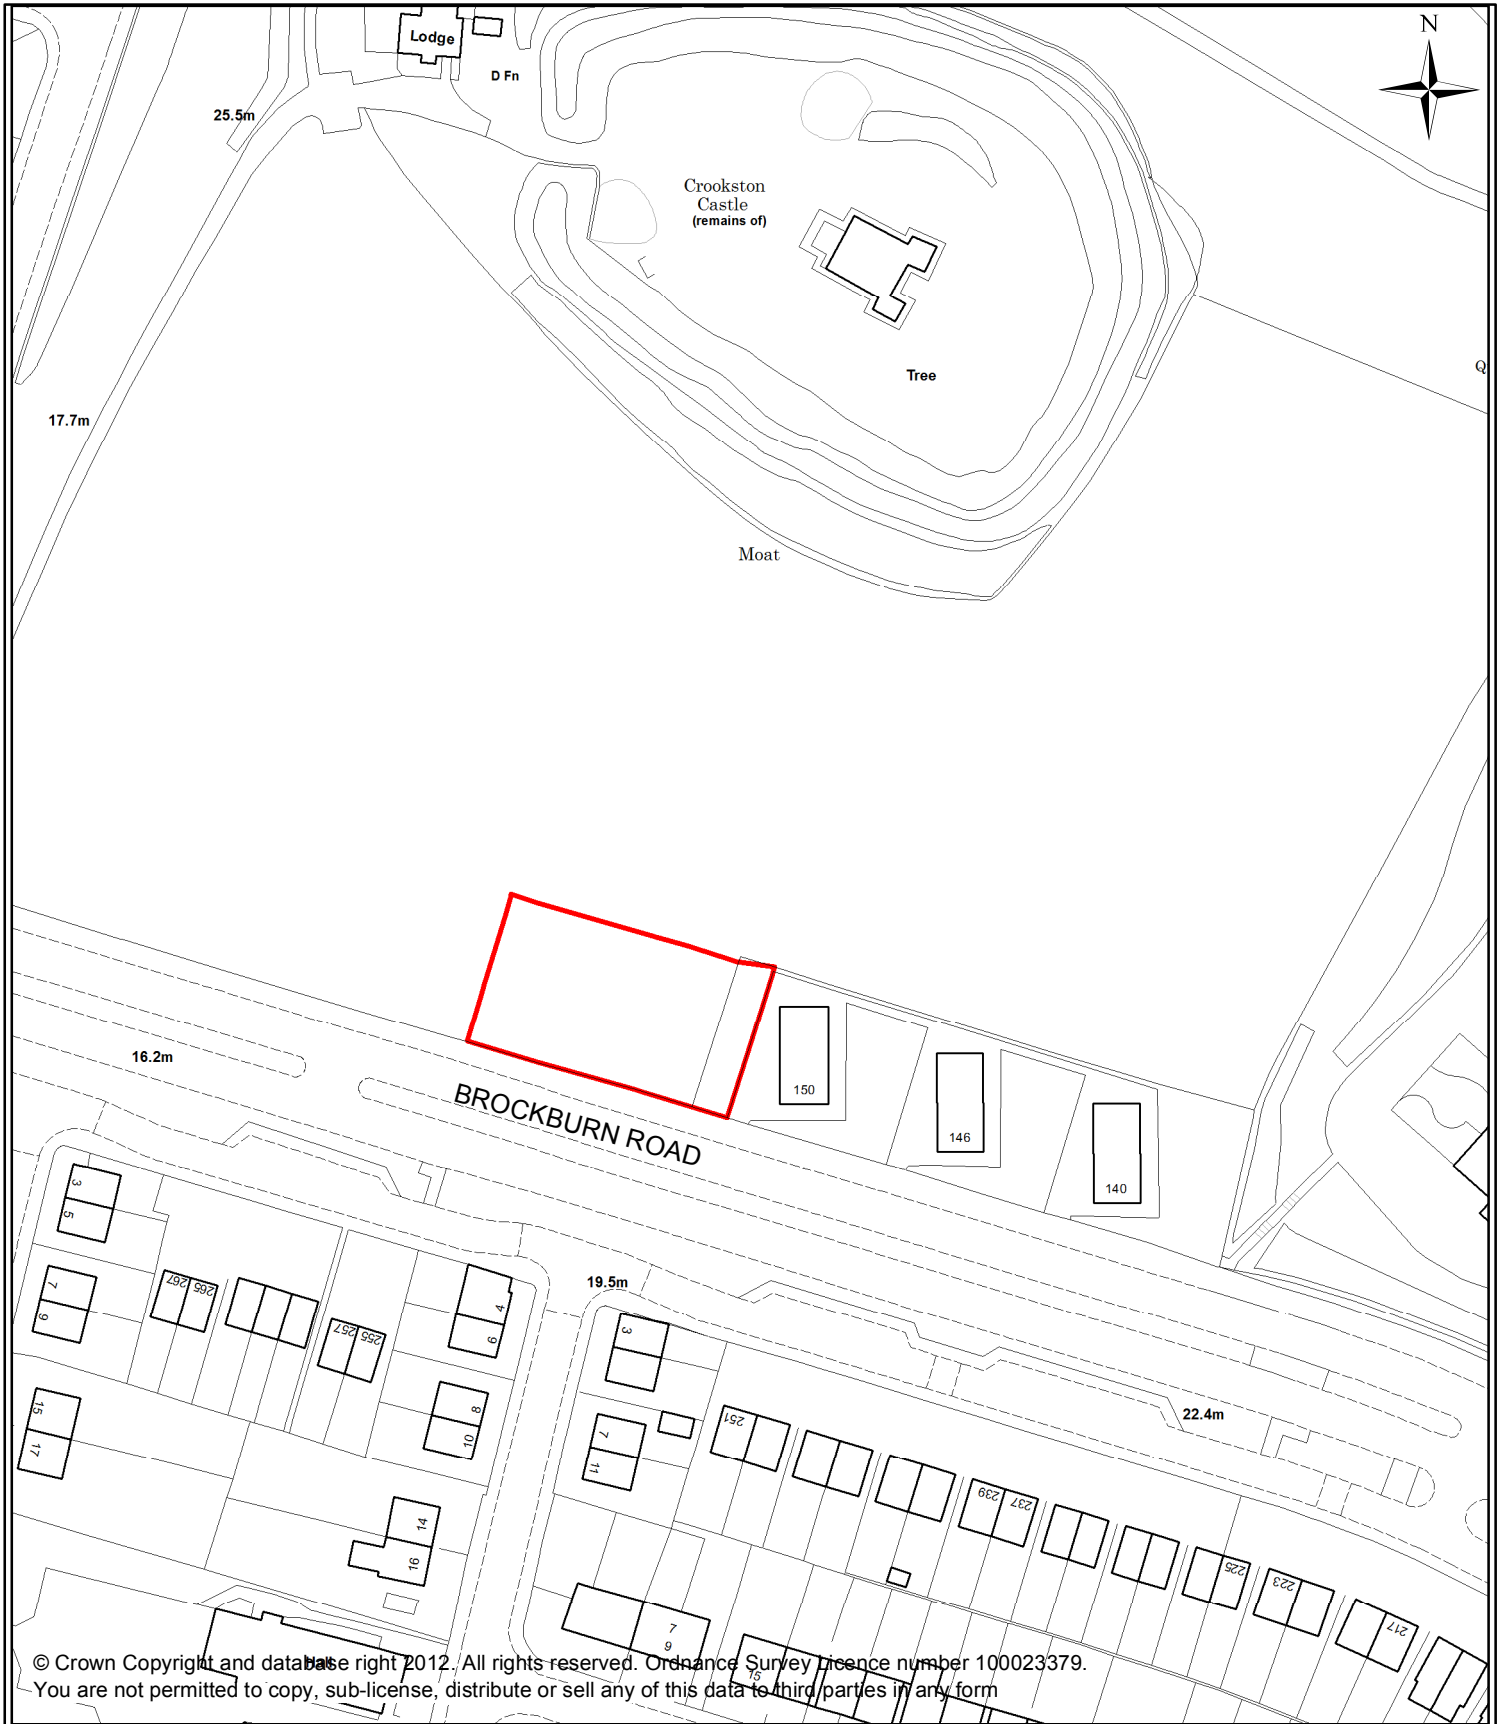 N
Lodge
D Fn
25.5m
Crookston
Castle
(remains of)
Tree
Q
17.7m
Moat
16.2m
BROCKBURN ROAD
150
146
140
3
5
7
9
267
265
257
255
4
6
19.5m
3
15
17
8
10
7
11
251
22.4m
239
237
14
16
225
223
217
7
9
Hall
15
© Crown Copyright and database right 2012. All rights reserved. Ordnance Survey Licence number 100023379.
You are not permitted to copy, sub-license, distribute or sell any of this data to third parties in any form